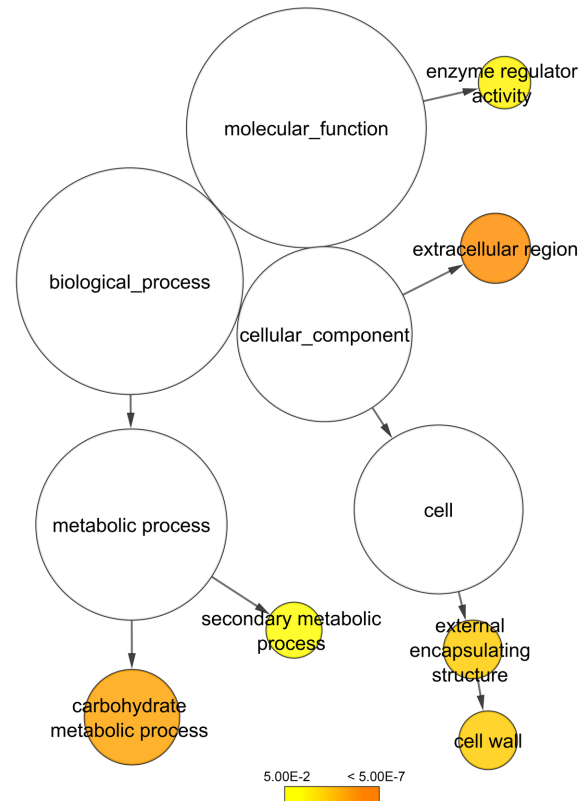 enzyme regulator
activity
molecular_function
extracellular region
biological_process
cellular_component
metabolic process
cell
secondary metabolic
process
external
encapsulating
structure
carbohydrate
metabolic process
cell wall
5.00E-2
< 5.00E-7